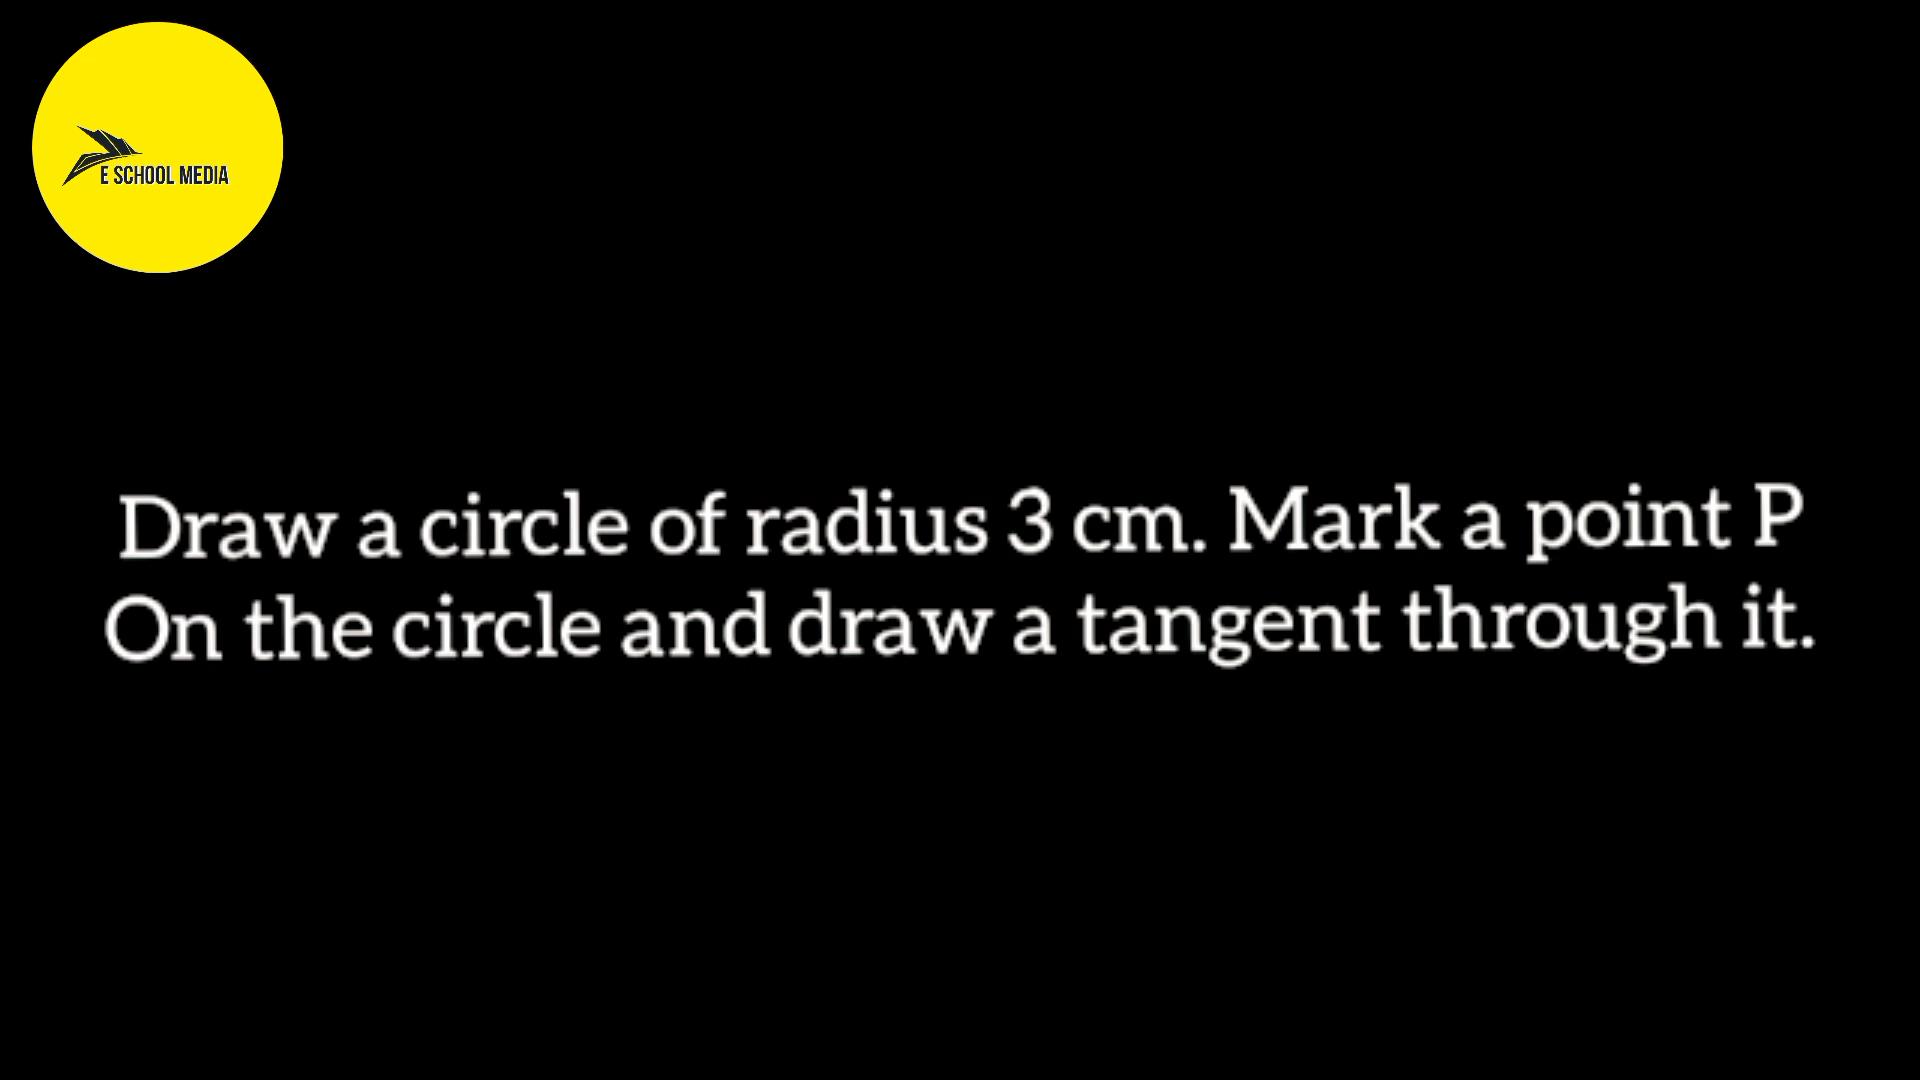 E SCHOOL MEDIA
Draw a circle of radius 3 cm. Mark a point P
On the circle and draw a tangent through it.